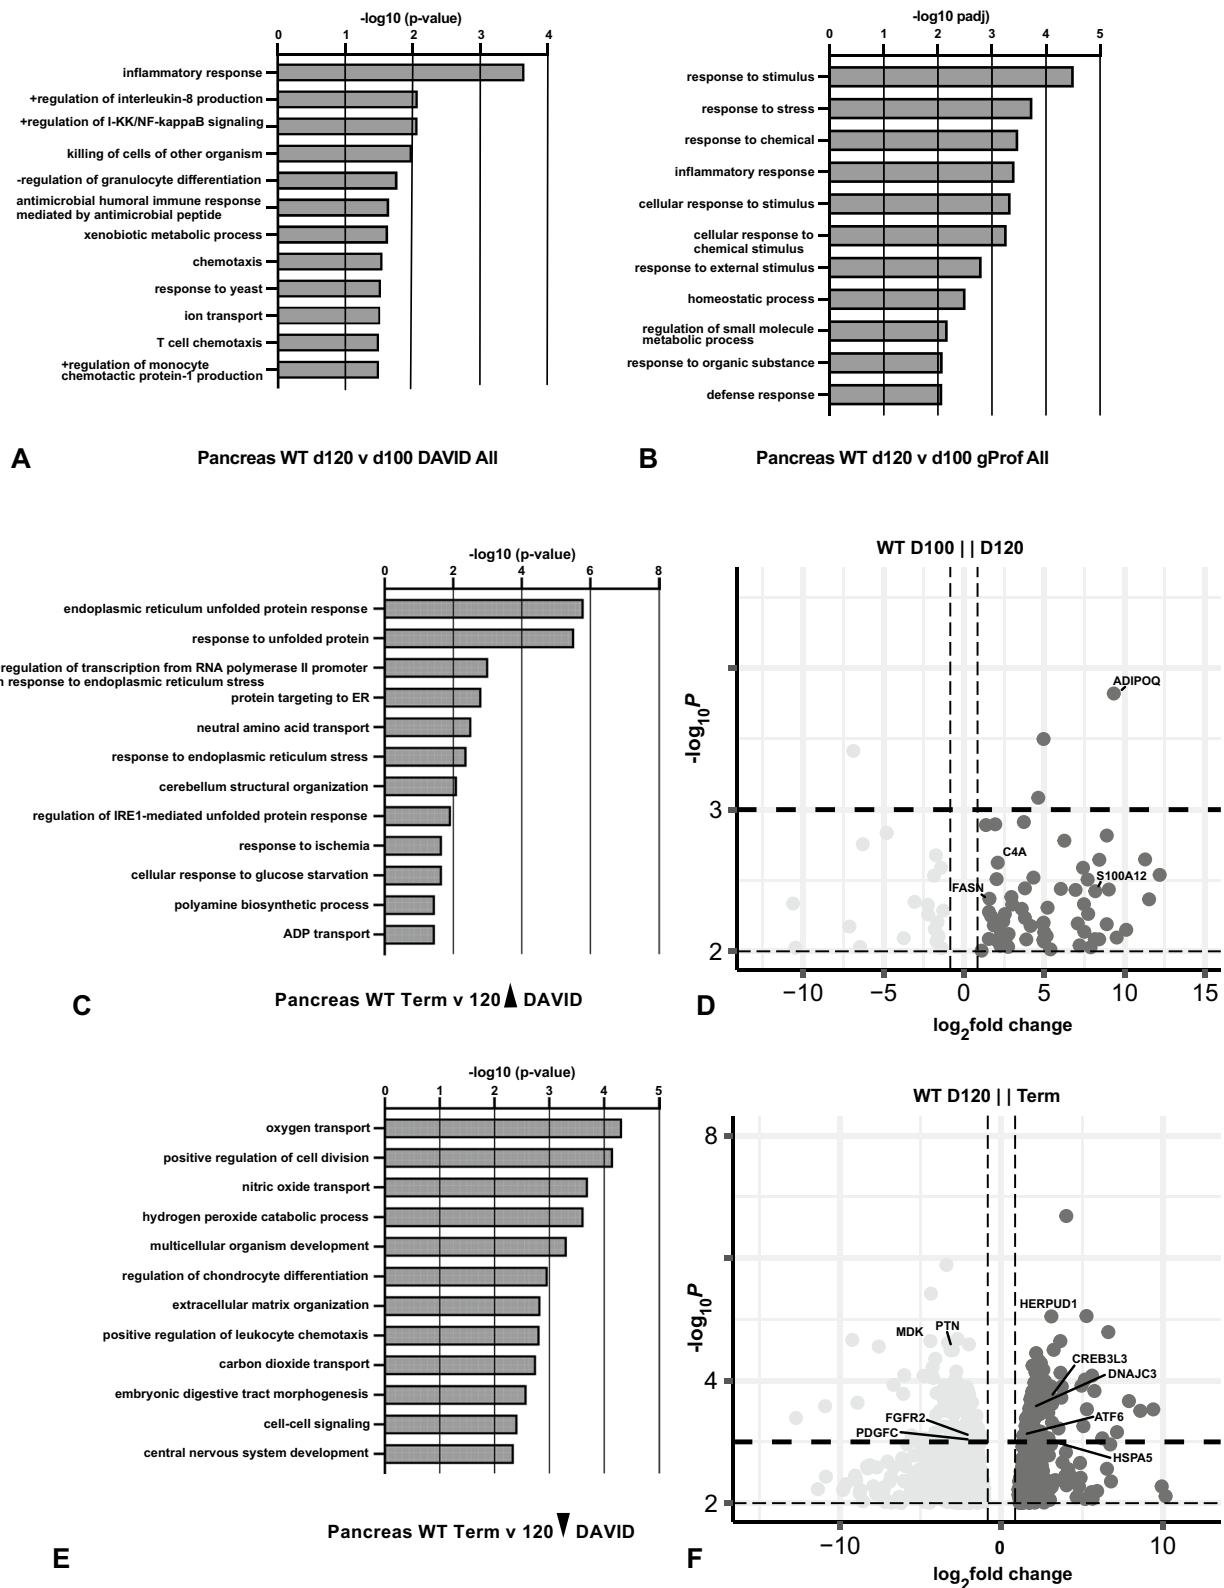 -log10 (p-value)
0 1 2 3 4
inflammatory response
+regulation of interleukin-8 production
+regulation of I-KK/NF-kappaB signaling
killing of cells of other organism
-regulation of granulocyte differentiation
antimicrobial humoral immune response
mediated by antimicrobial peptide
xenobiotic metabolic process
chemotaxis
response to yeast
ion transport
T cell chemotaxis
+regulation of monocyte
chemotactic protein-1 production
A
Pancreas WT d120 v d100 DAVID All
-log10 padj)
0 1 2 3 4 5
response to stimulus
response to stress
response to chemical
inflammatory response
cellular response to stimulus
cellular response to
chemical stimulus
response to external stimulus
homeostatic process
regulation of small molecule
metabolic process
response to organic substance
defense response
B
Pancreas WT d120 v d100 gProf All
-log10 (p-value)
0 2 4 6 8
endoplasmic reticulum unfolded protein response
response to unfolded protein
regulation of transcription from RNA polymerase II promoter
n response to endoplasmic reticulum stress
protein targeting to ER
neutral amino acid transport
response to endoplasmic reticulum stress
cerebellum structural organization
regulation of IRE1-mediated unfolded protein response
response to ischemia
cellular response to glucose starvation
polyamine biosynthetic process
ADP transport
C
Pancreas WT Term v 120▲ DAVID
WT D100 | | D120
-log10P
ADIPOQ
3
C4A
S100A12
FASN
2
−10 −5 0 5 10 15
D
log2fold change
-log10 (p-value)
0 1 2 3 4 5
oxygen transport
positive regulation of cell division
nitric oxide transport
hydrogen peroxide catabolic process
multicellular organism development
regulation of chondrocyte differentiation
extracellular matrix organization
positive regulation of leukocyte chemotaxis
carbon dioxide transport
embryonic digestive tract morphogenesis
cell-cell signaling
central nervous system development
Pancreas WT Term v 120▼ DAVID
E
WT D120 | | Term
8
-log10P
HERPUD1
MDK PTN
CREB3L3
4
DNAJC3
FGFR2
ATF6
PDGFC
HSPA5
2
−10 0 10
F
log2fold change